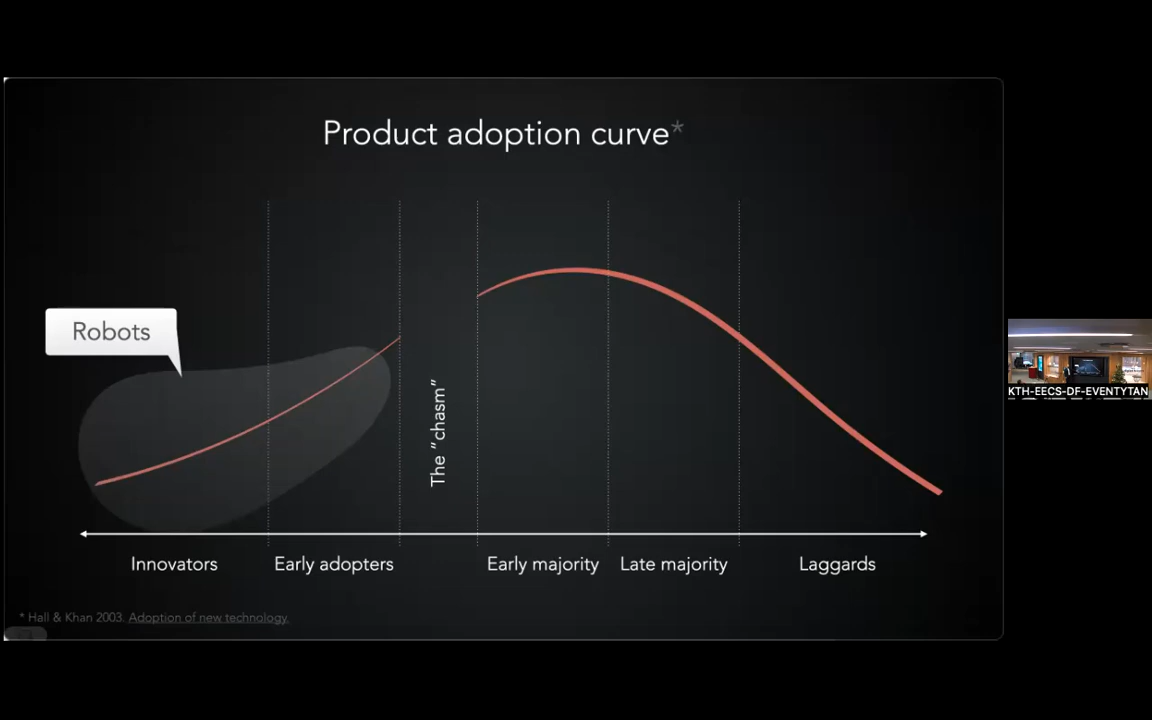 Product adoption curve*
Robots
The “chasm”
Innovators
Early adopters
Early majority
Late majority
Laggards
* Hall & Khan 2003. Adoption of new technology.
KTH-EECS-DF-EVENTYTAN